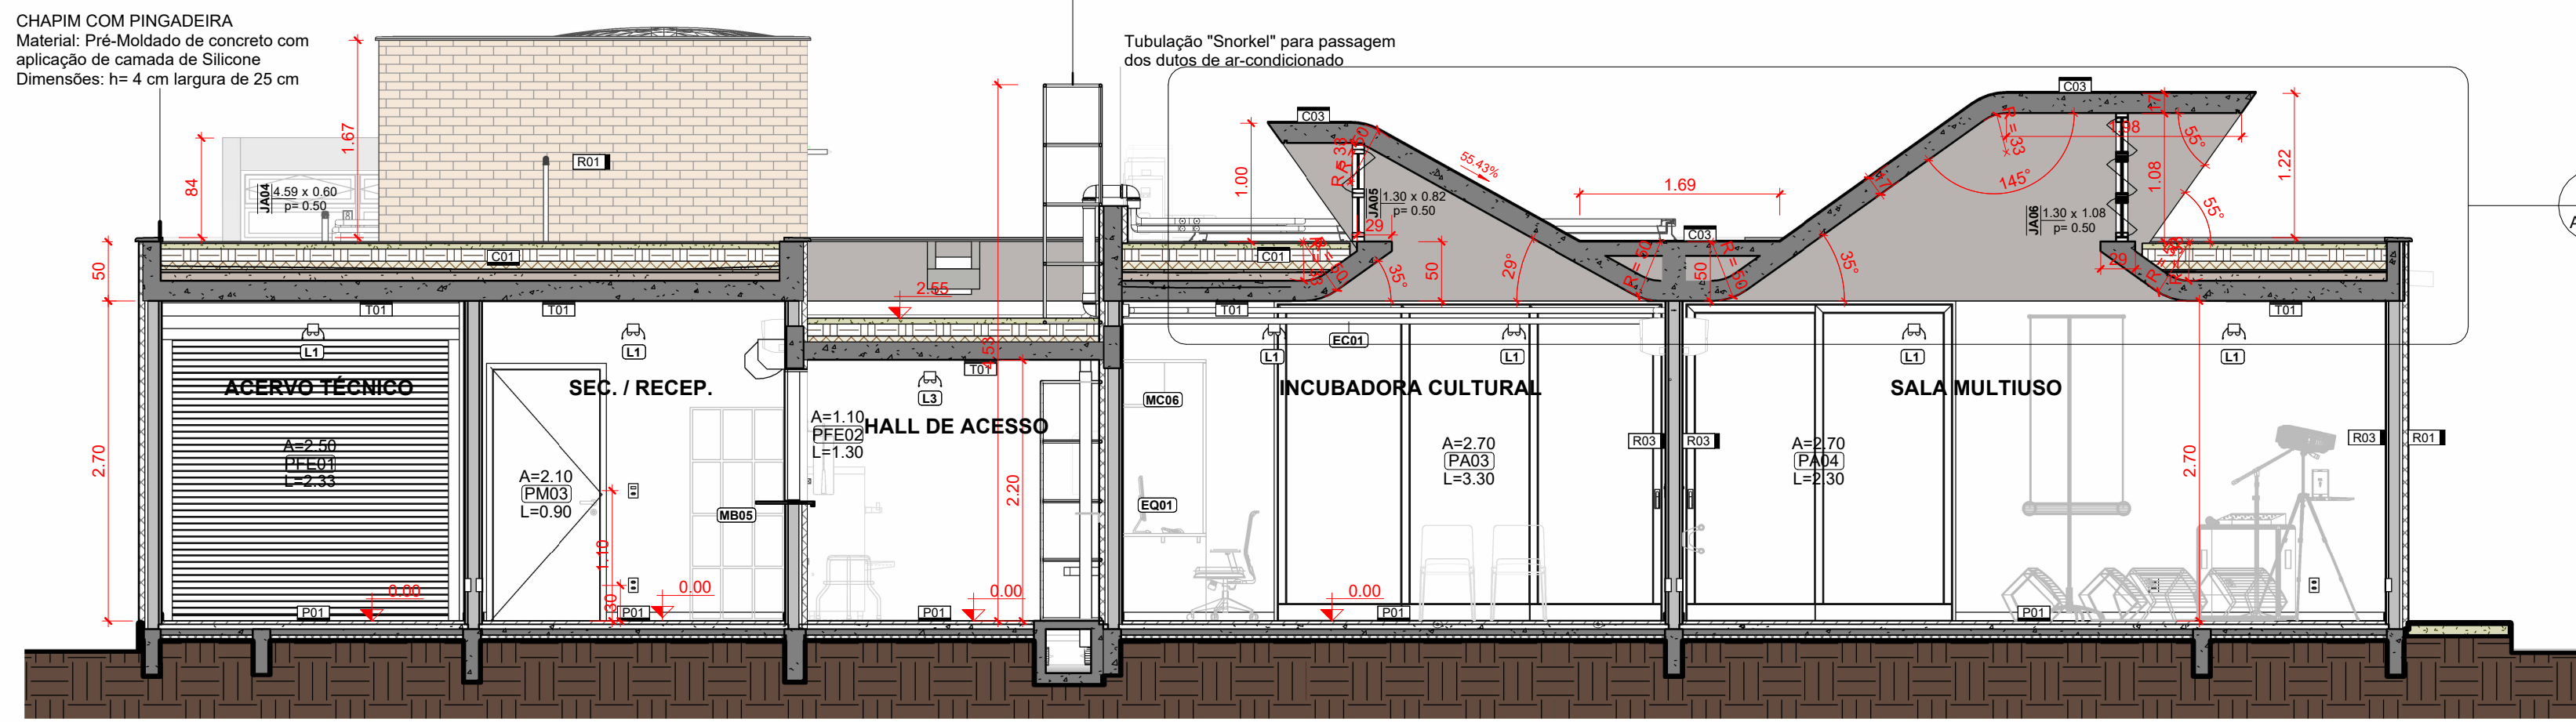 CHAPIM COM PINGADEIRA
Material: Pré-Moldado de concreto com
aplicação de camada de Silicone
Dimensões: h= 4 cm largura de 25 cm
Tubulação "Snorkel" para passagem
dos dutos de ar-condicionado
84
1.67
R01
JA04
4.59 x 0.60
p= 0.50
50
2.70
C01
T01
T01
L1
L1
ACERVO TÉCNICO
SEC. / RECEP.
A=2.50
PFE01
L=2.33
A=2.10
PM03
L=0.90
MB05
1.10
30
0.00
0.00
P01
P01
2.55
T01
L3
A=1.10
PFE02
L=1.30
HALL DE ACESSO
2.20
0.00
P01
1.00
C03
JA05
1.30 x 0.82
p= 0.50
55.43%
1.69
29
C01
35°
50
29°
C03
50
35°
T01
EC01
L1
L1
INCUBADORA CULTURAL
MC06
EQ01
A=2.70
PA03
L=3.30
R03
R03
0.00
P01
C03
17
17
R = 33
145°
1.08
55°
55°
1.22
JA06
1.30 x 1.08
p= 0.50
29
T01
L1
L1
SALA MULTIUSO
A=2.70
PA04
L=2.30
2.70
R03
R01
P01